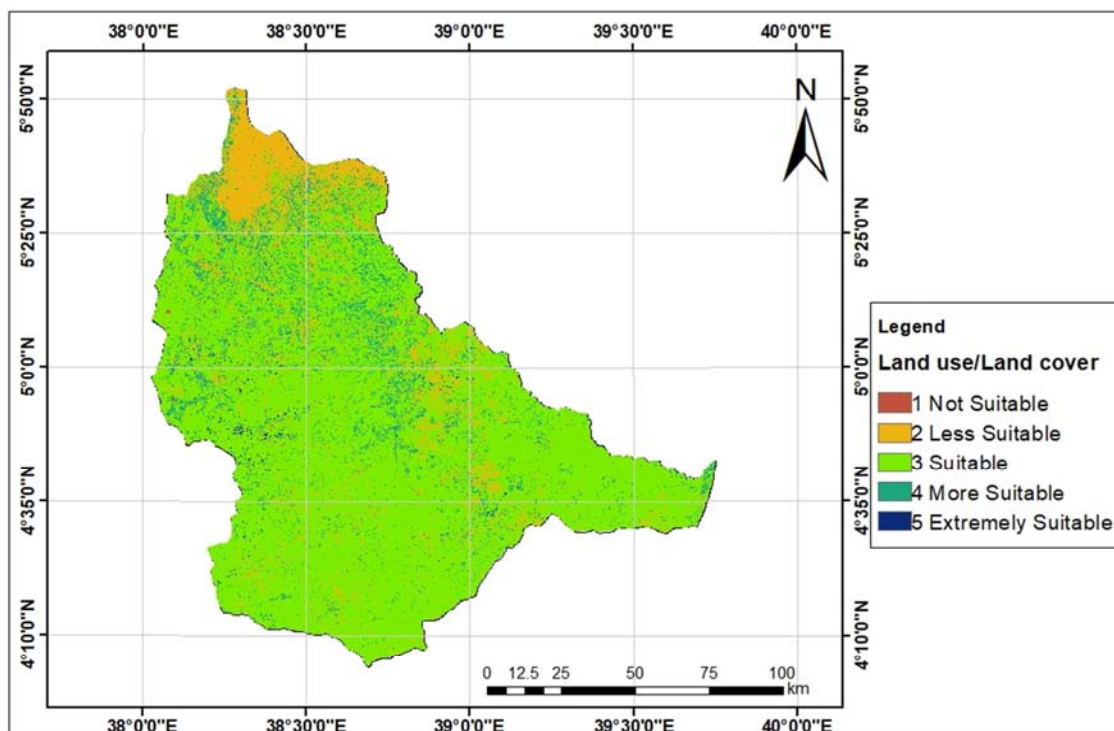 38°0'0"E 38°30'0"E 39°0'0"E 39°30'0"E 40°0'0"E
N
5°50'0"N 5°50'0"N
5°25'0"N 5°25'0"N
5°0'0"N 5°0'0"N
4°35'0"N 4°35'0"N
4°10'0"N 4°10'0"N
Legend
Land use/Land cover
1 Not Suitable
2 Less Suitable
3 Suitable
4 More Suitable
5 Extremely Suitable
0 12.5 25 50 75 100
km
38°0'0"E 38°30'0"E 39°0'0"E 39°30'0"E 40°0'0"E